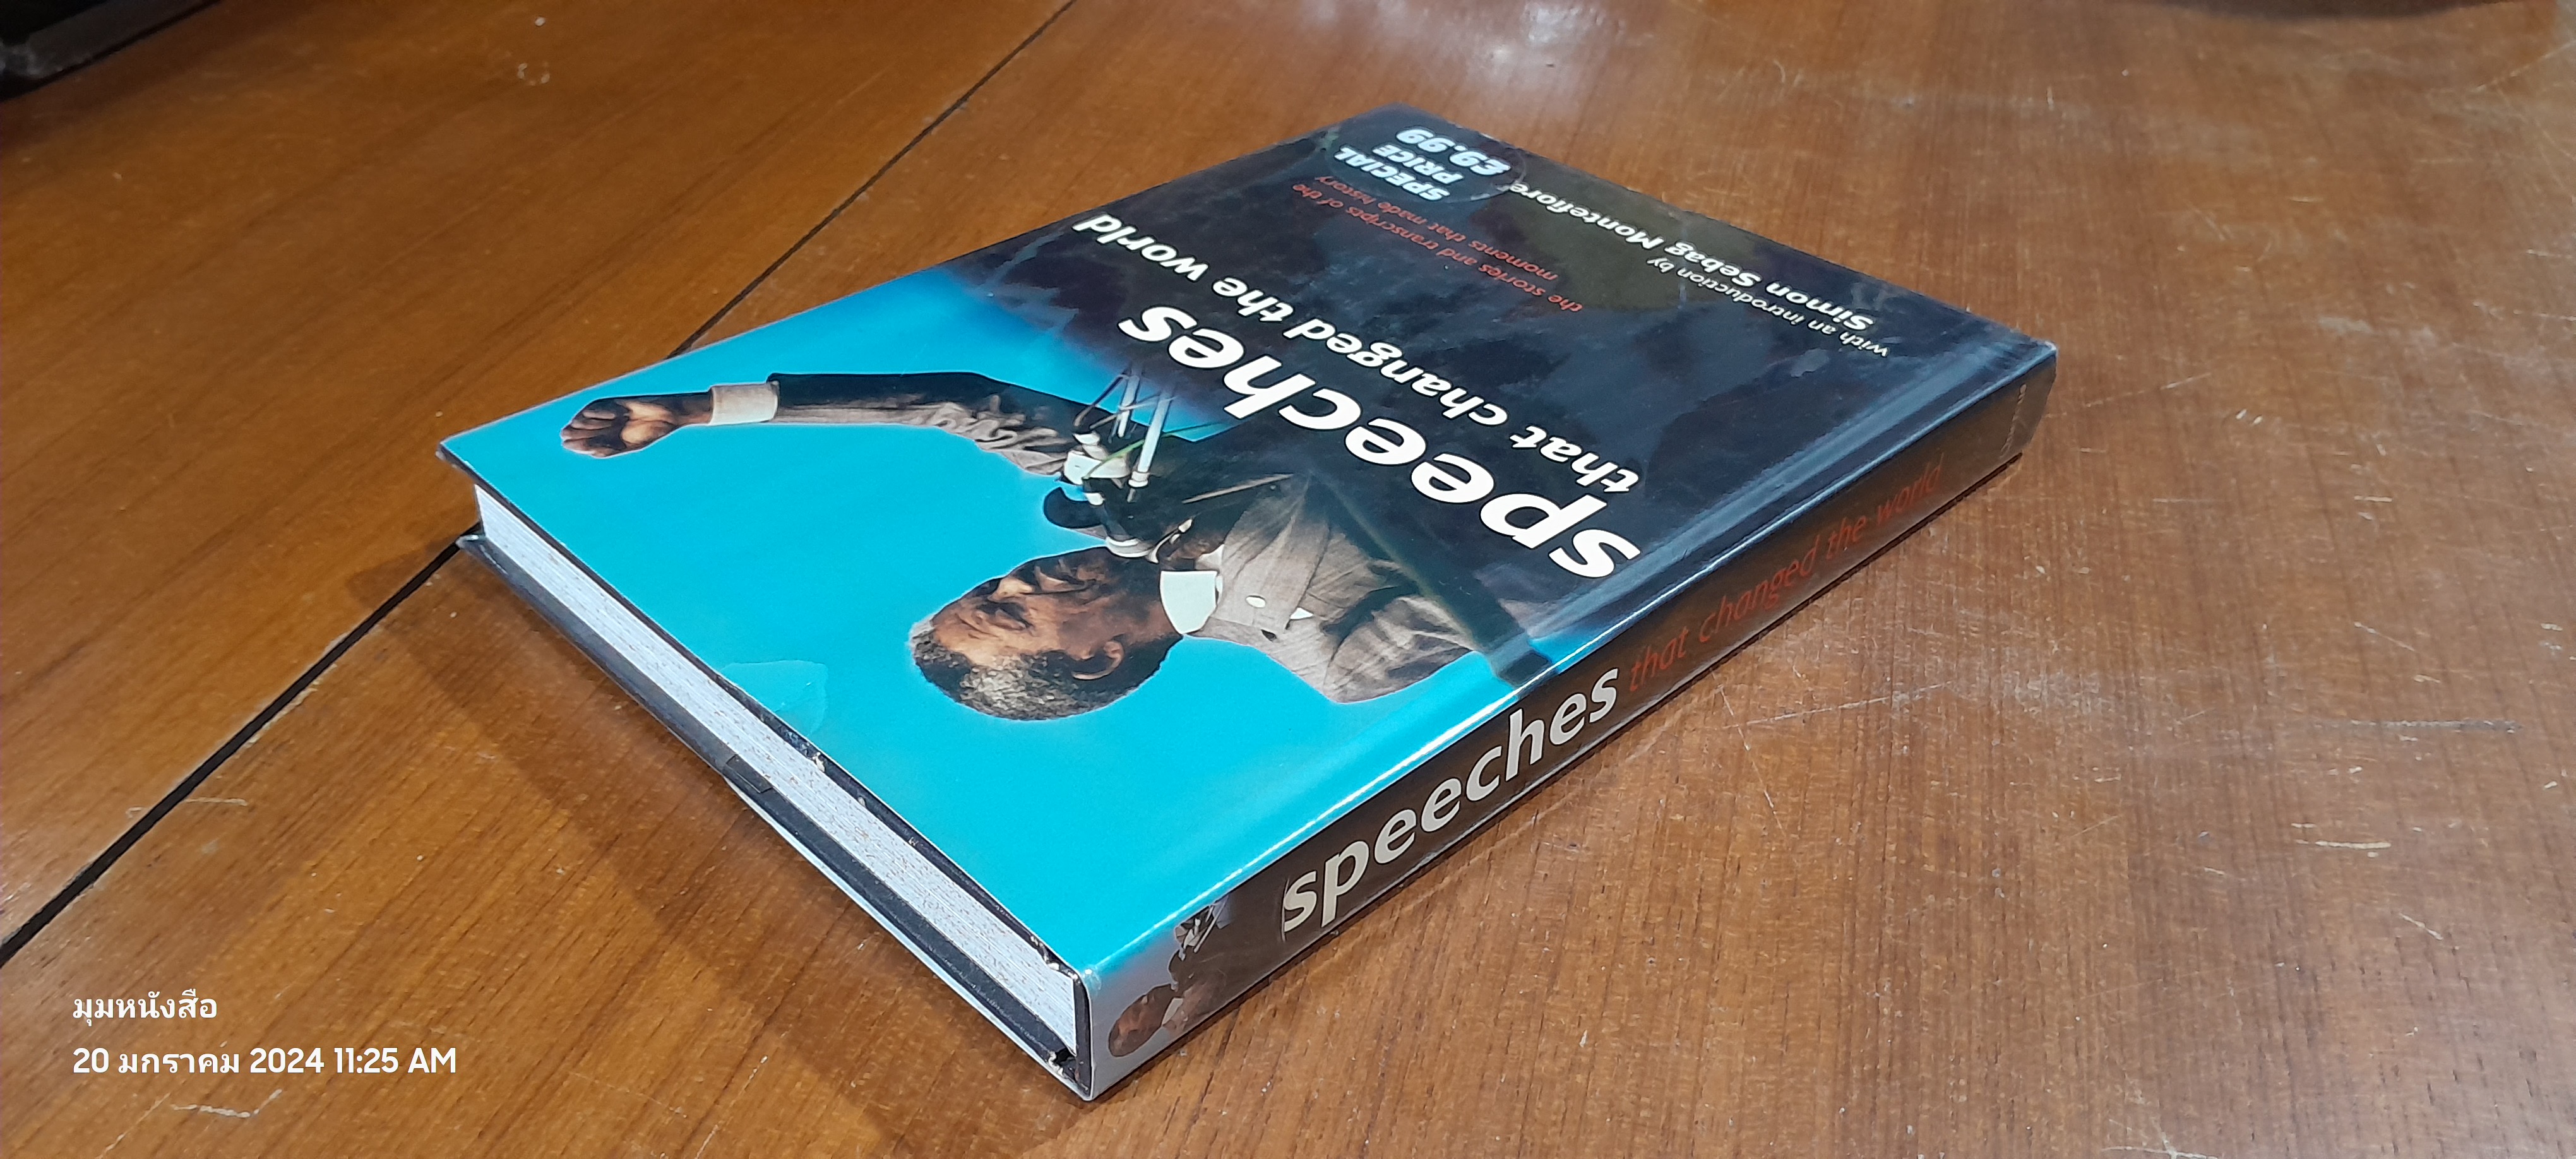 speeches
that changed the world
the stories and transcripts of the
moments that made history
with an introduction by
Simon Sebag Montefiore
SPECIAL
PRICE
£9.99
speeches that changed the world
มุมหนังสือ
20 มกราคม 2024 11:25 AM